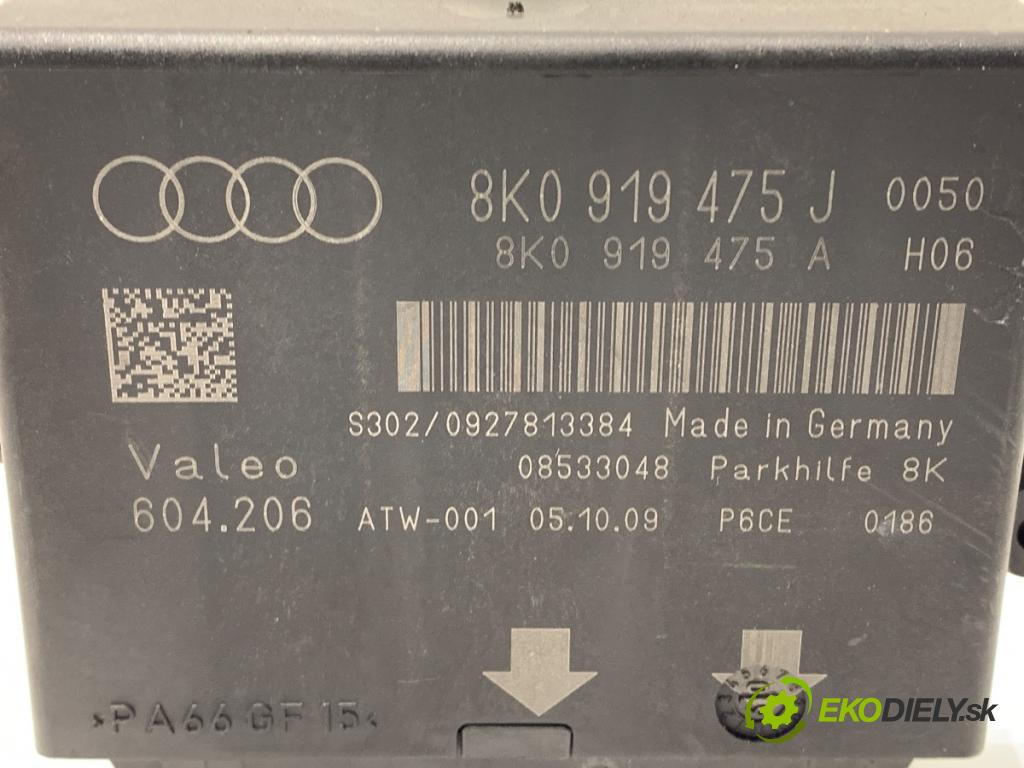 8K0 919 475 J 0050
8K0 919 475 A H06
S302/0927813384 Made in Germany
Valeo 08533048 Parkhilfe 8K
604.206 ATW-001 05.10.09 P6CE 0186
>PA66GF15<
EKODIELY.sk